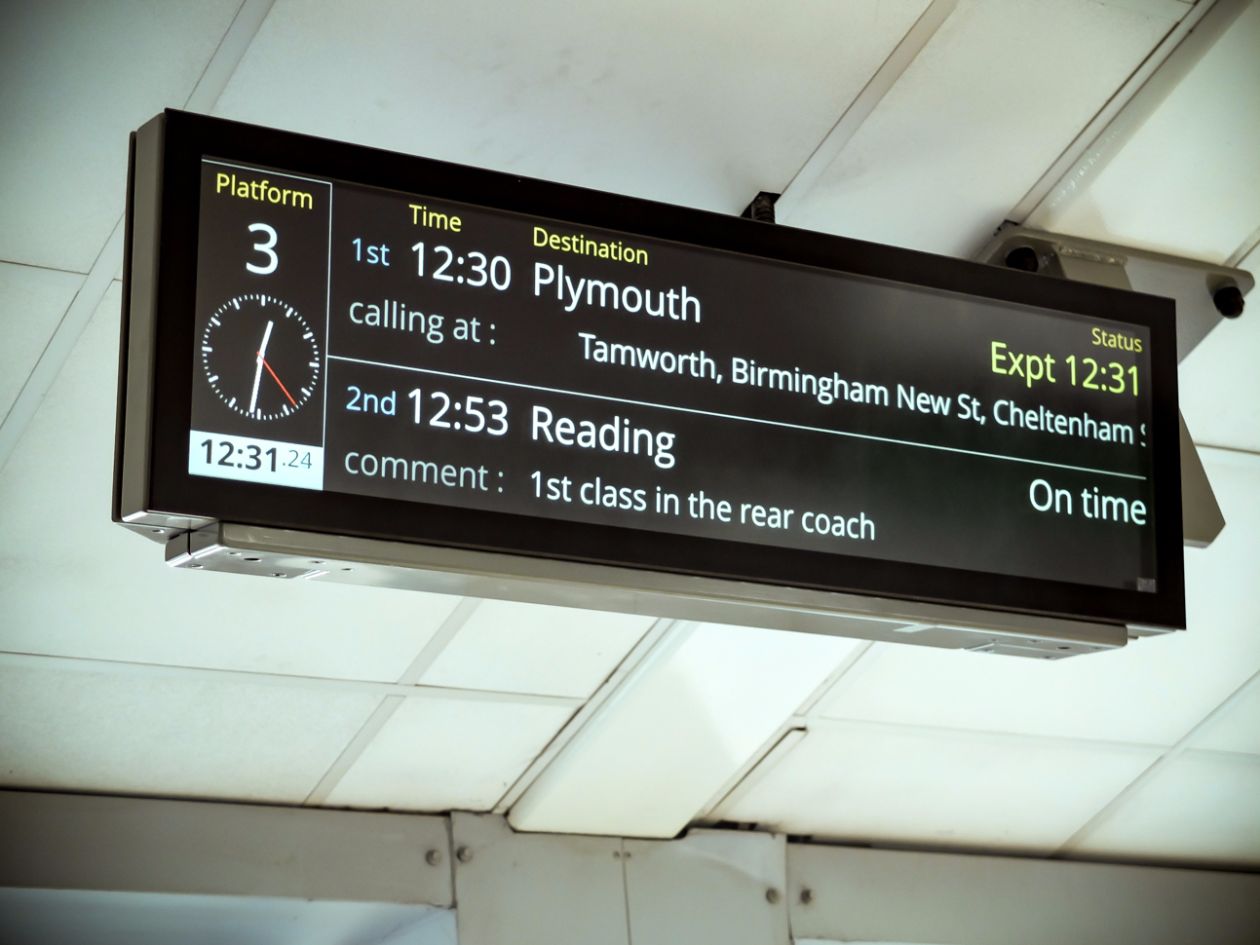 Platform
3
12:31.24
Time Destination
1st 12:30 Plymouth
Status
Expt 12:31
calling at : Tamworth, Birmingham New St, Cheltenham
2nd 12:53 Reading
On time
comment : 1st class in the rear coach